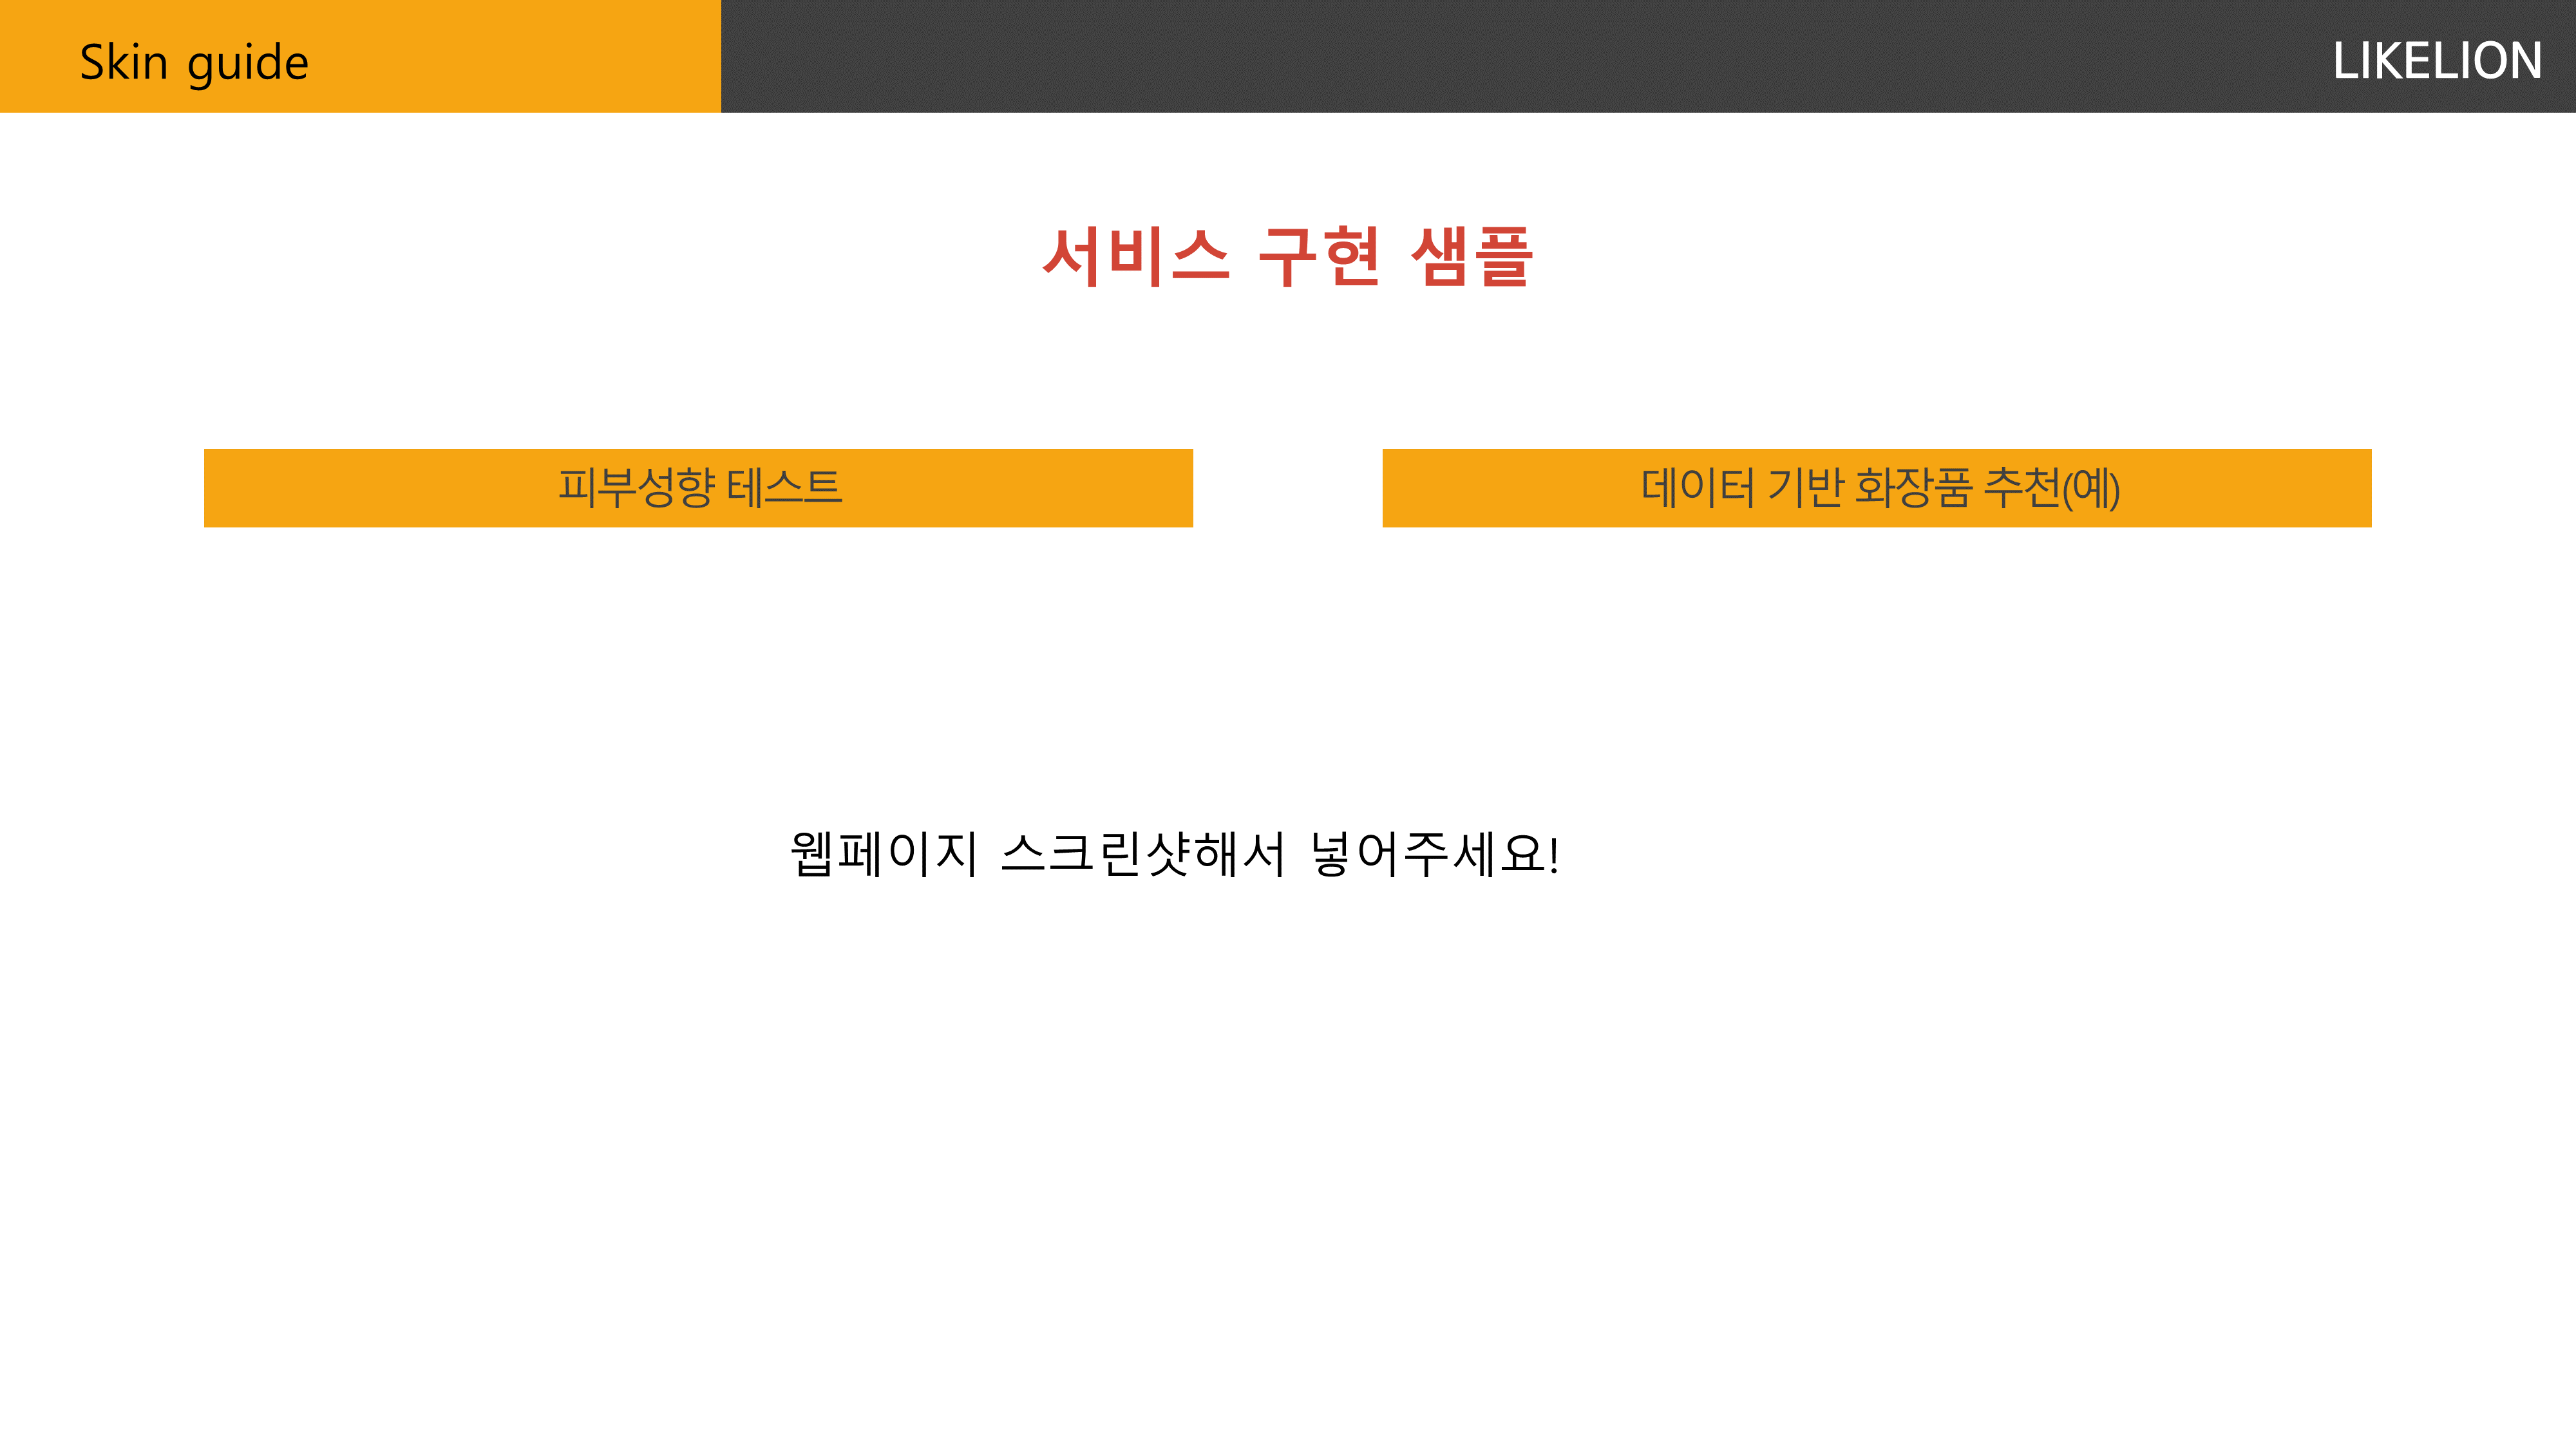 Skin guide
LIKELION
서비스 구현 샘플
피부성향 테스트
데이터 기반 화장품 추천(예)
웹페이지 스크린샷해서 넣어주세요!